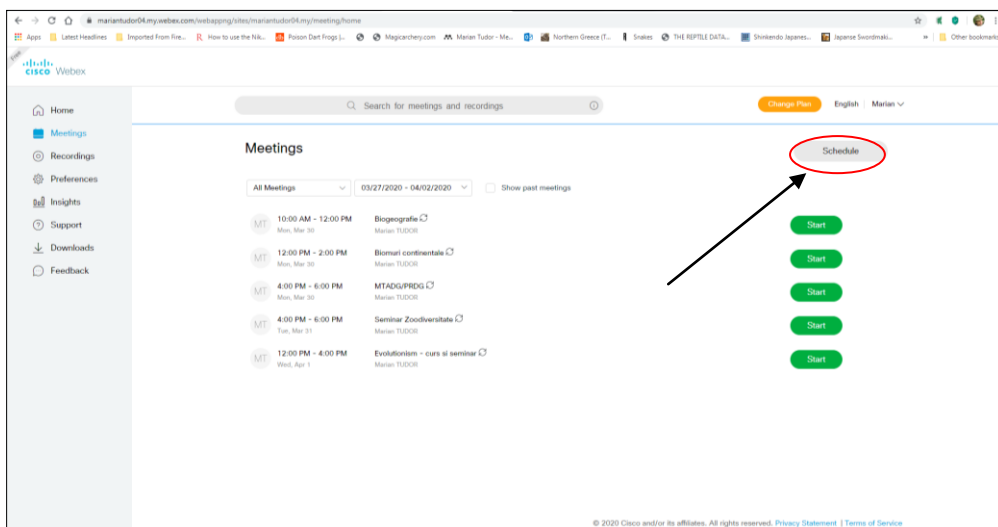 mariantudor04.my.webex.com/webappng/sites/mariantudor04.my/meeting/home
Apps Latest Headlines Imported From Fire... How to use the Nik... Poison Dart Frogs |... Magicarchery.com Marian Tudor - Me... Northern Greece (T... Snakes THE REPTILE DATA... Shinkendo Japanes... Japanse Swordmaki... » Other bookmarks
Free
CISCO Webex
Search for meetings and recordings
Change Plan English Marian
Home
Meetings
Recordings
Preferences
Insights
Support
Downloads
Feedback
Meetings
Schedule
All Meetings 03/27/2020 - 04/02/2020 Show past meetings
MT 10:00 AM - 12:00 PM Biogeografie Start
Mon, Mar 30 Marian TUDOR
MT 12:00 PM - 2:00 PM Biomuri continentale Start
Mon, Mar 30 Marian TUDOR
MT 4:00 PM - 6:00 PM MTADG/PRDG Start
Mon, Mar 30 Marian TUDOR
MT 4:00 PM - 6:00 PM Seminar Zoodiversitate Start
Tue, Mar 31 Marian TUDOR
MT 12:00 PM - 4:00 PM Evolutionism - curs si seminar Start
Wed, Apr 1 Marian TUDOR
© 2020 Cisco and/or its affiliates. All rights reserved. Privacy Statement | Terms of Service